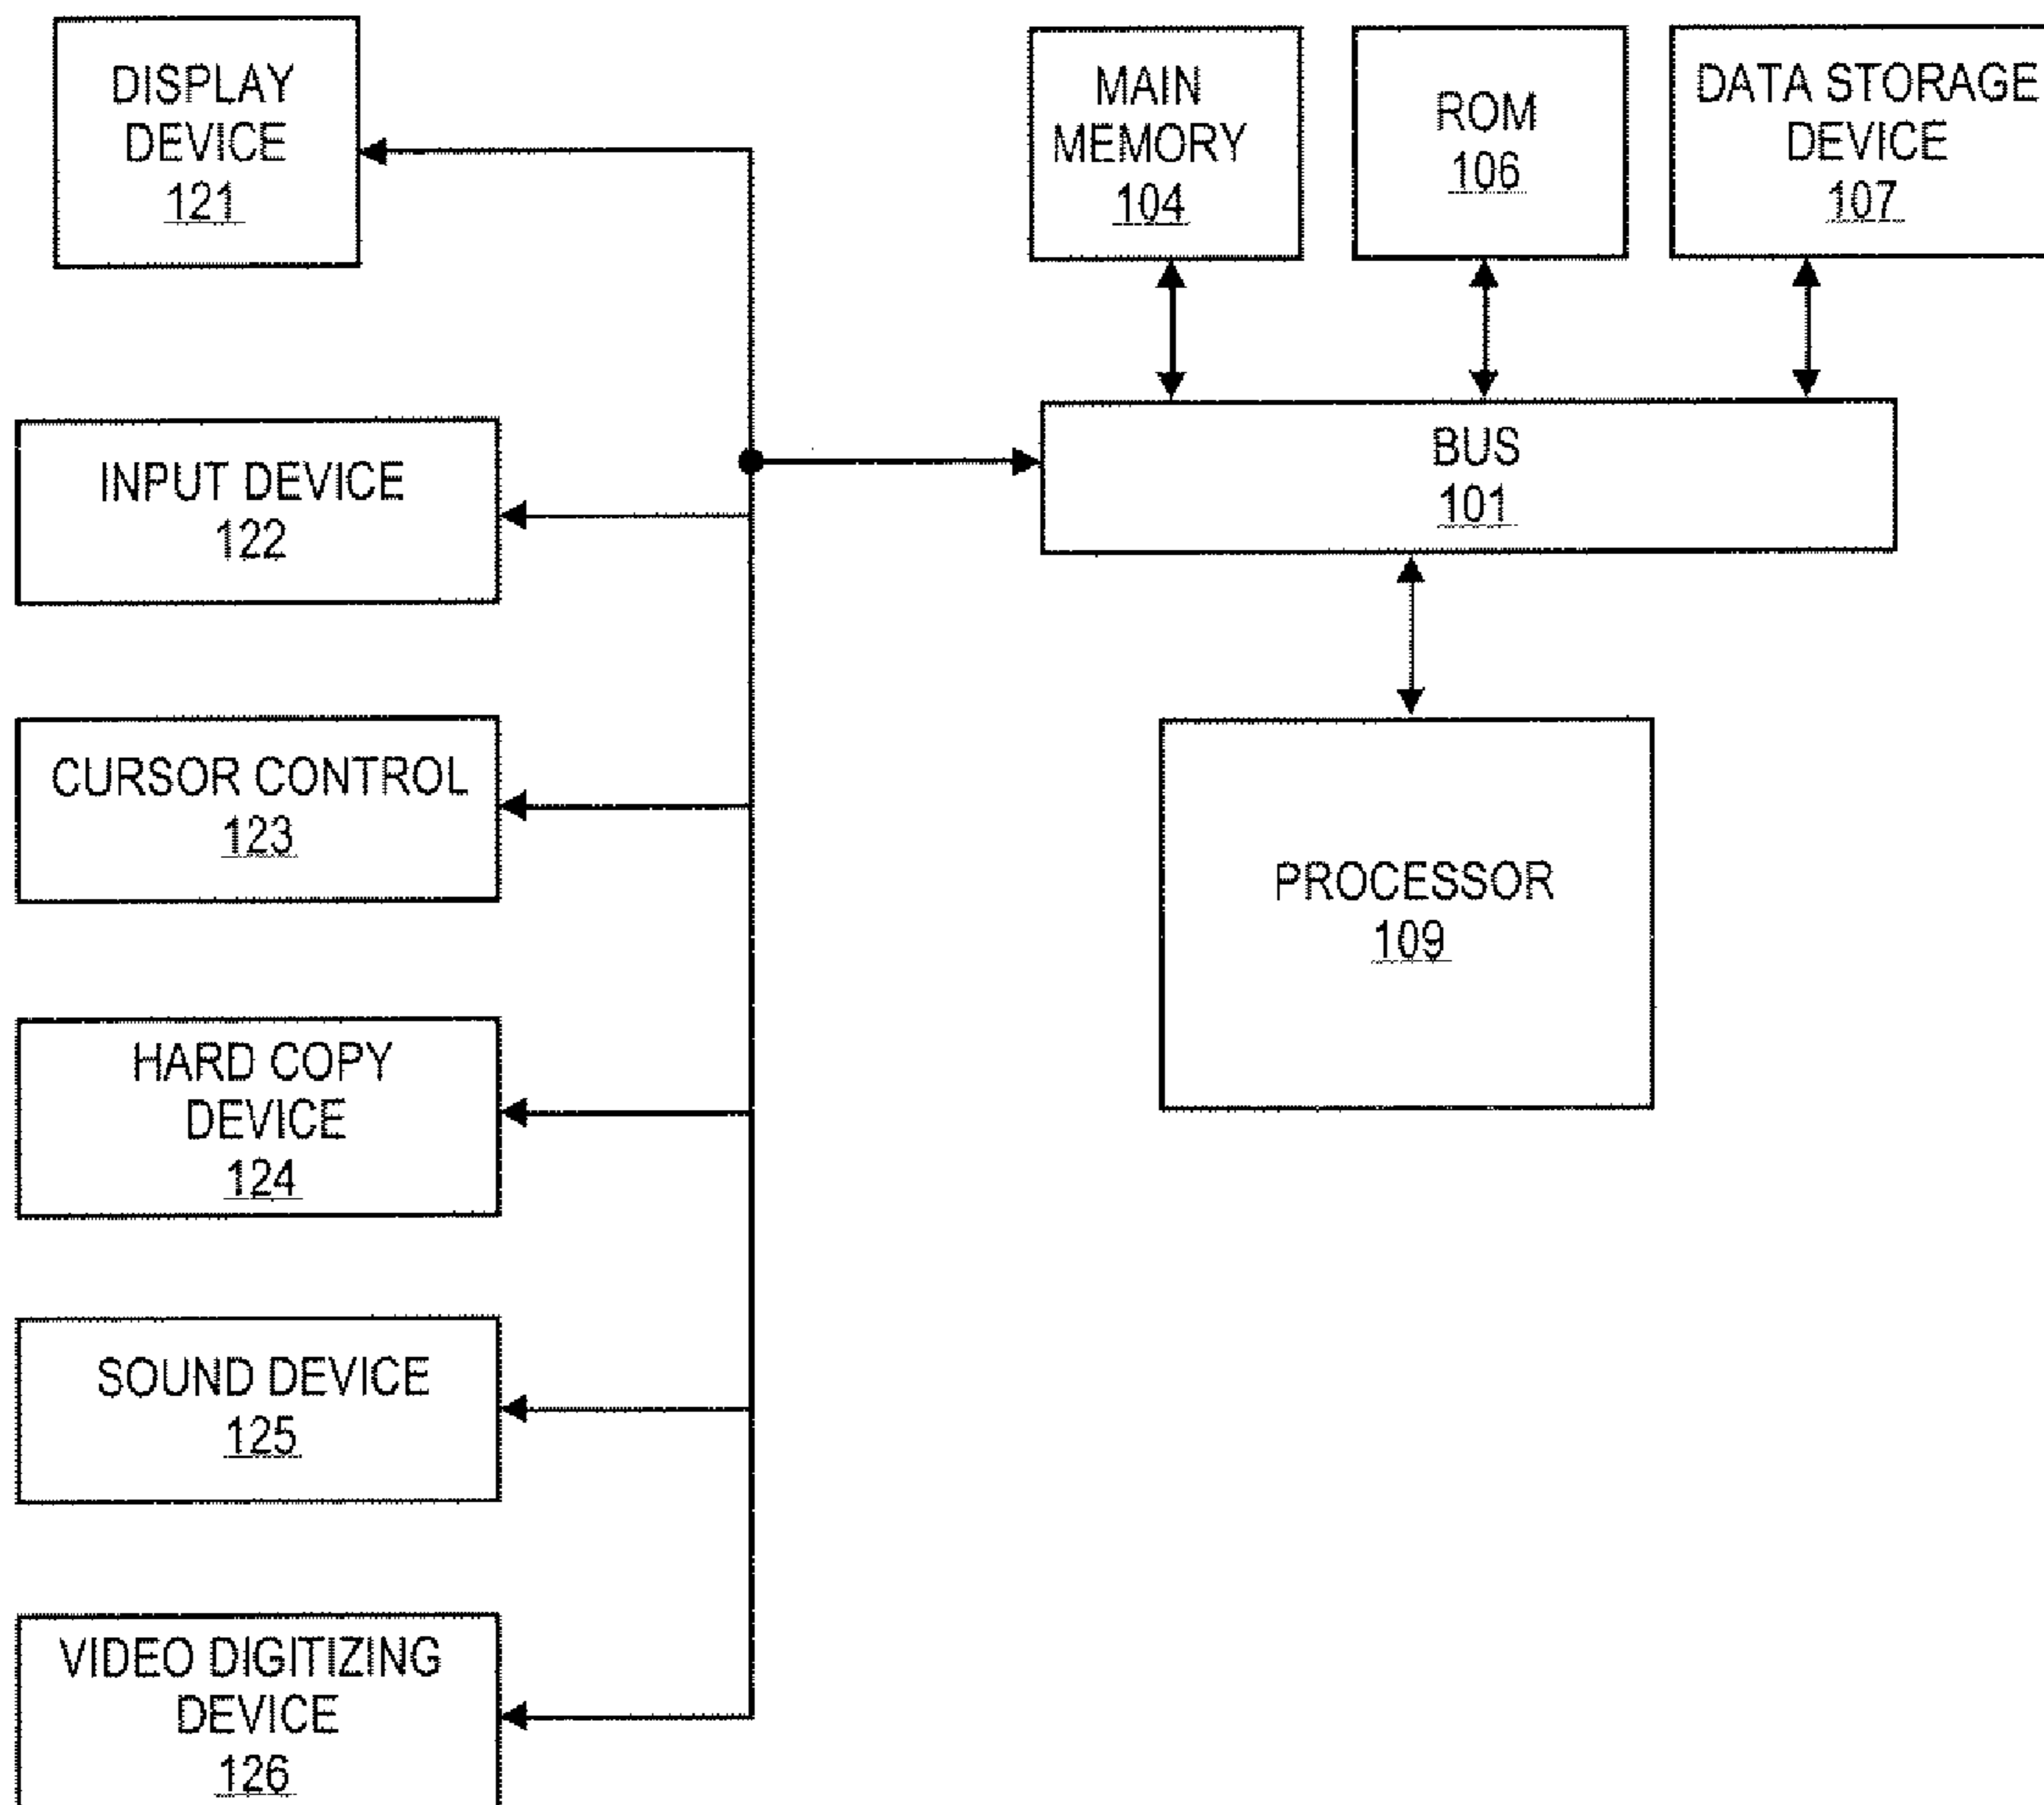 DISPLAY
DEVICE
121
MAIN
MEMORY
104
ROM
106
DATA STORAGE
DEVICE
107
INPUT DEVICE
122
BUS
101
CURSOR CONTROL
123
PROCESSOR
109
HARD COPY
DEVICE
124
SOUND DEVICE
125
VIDEO DIGITIZING
DEVICE
126